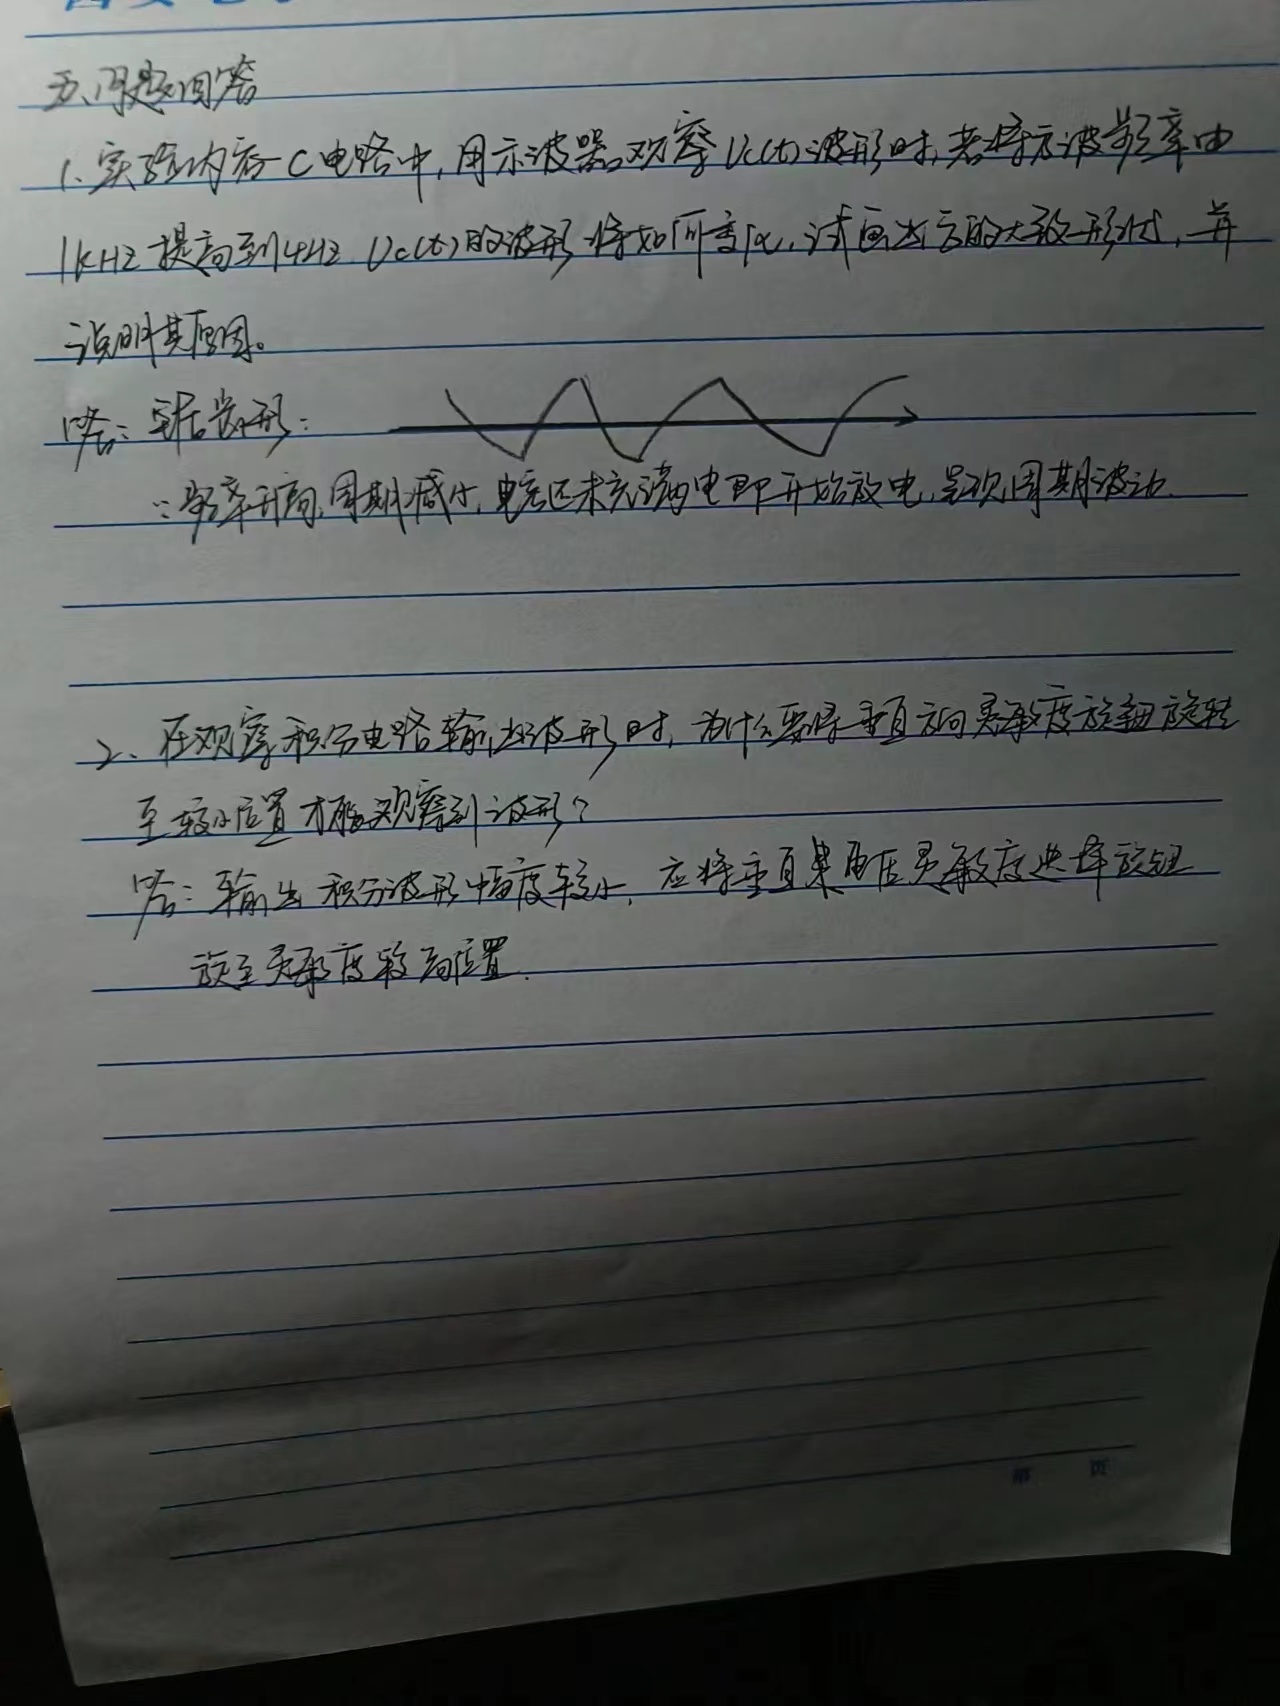 五、问题回答
1. 实验内容一C电路中,用示波器观察Uc(t)波形时,若将方波频率由
1kHz提高到4Hz Uc(t)的波形将如何变化,试画出它的大致形状,并
说明其原因。
答:锯齿形:
∵频率升高,周期减小,电容还未充满电即开始放电,呈现周期波动.
2、在观察积分电路输出波形时,为什么要将垂直方向灵敏度旋钮旋转
至较小位置才能观察到波形?
答:输出积分波形幅度较小,应将垂直 电压灵敏度选择旋钮
旋至灵敏度较高位置.
第 页